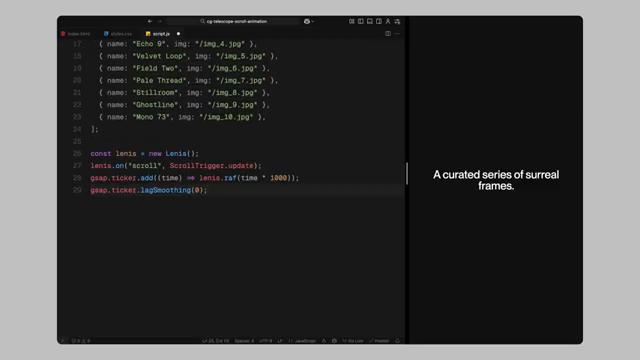 cg-telescope-scroll-animation
index.html
styles.css
script.js
17 { name: "Echo 9", img: "/img_4.jpg" },
18 { name: "Velvet Loop", img: "/img_5.jpg" },
19 { name: "Field Two", img: "/img_6.jpg" },
20 { name: "Pale Thread", img: "/img_7.jpg" },
21 { name: "Stillroom", img: "/img_8.jpg" },
22 { name: "Ghostline", img: "/img_9.jpg" },
23 { name: "Mono 73", img: "/img_10.jpg" },
24 ];
25
26 const lenis = new Lenis();
27 lenis.on("scroll", ScrollTrigger.update);
28 gsap.ticker.add((time) => lenis.raf(time * 1000));
29 gsap.ticker.lagSmoothing(0);
A curated series of surreal
frames.
Spaces: 4 UTF-8 LF {} JavaScript Go Live